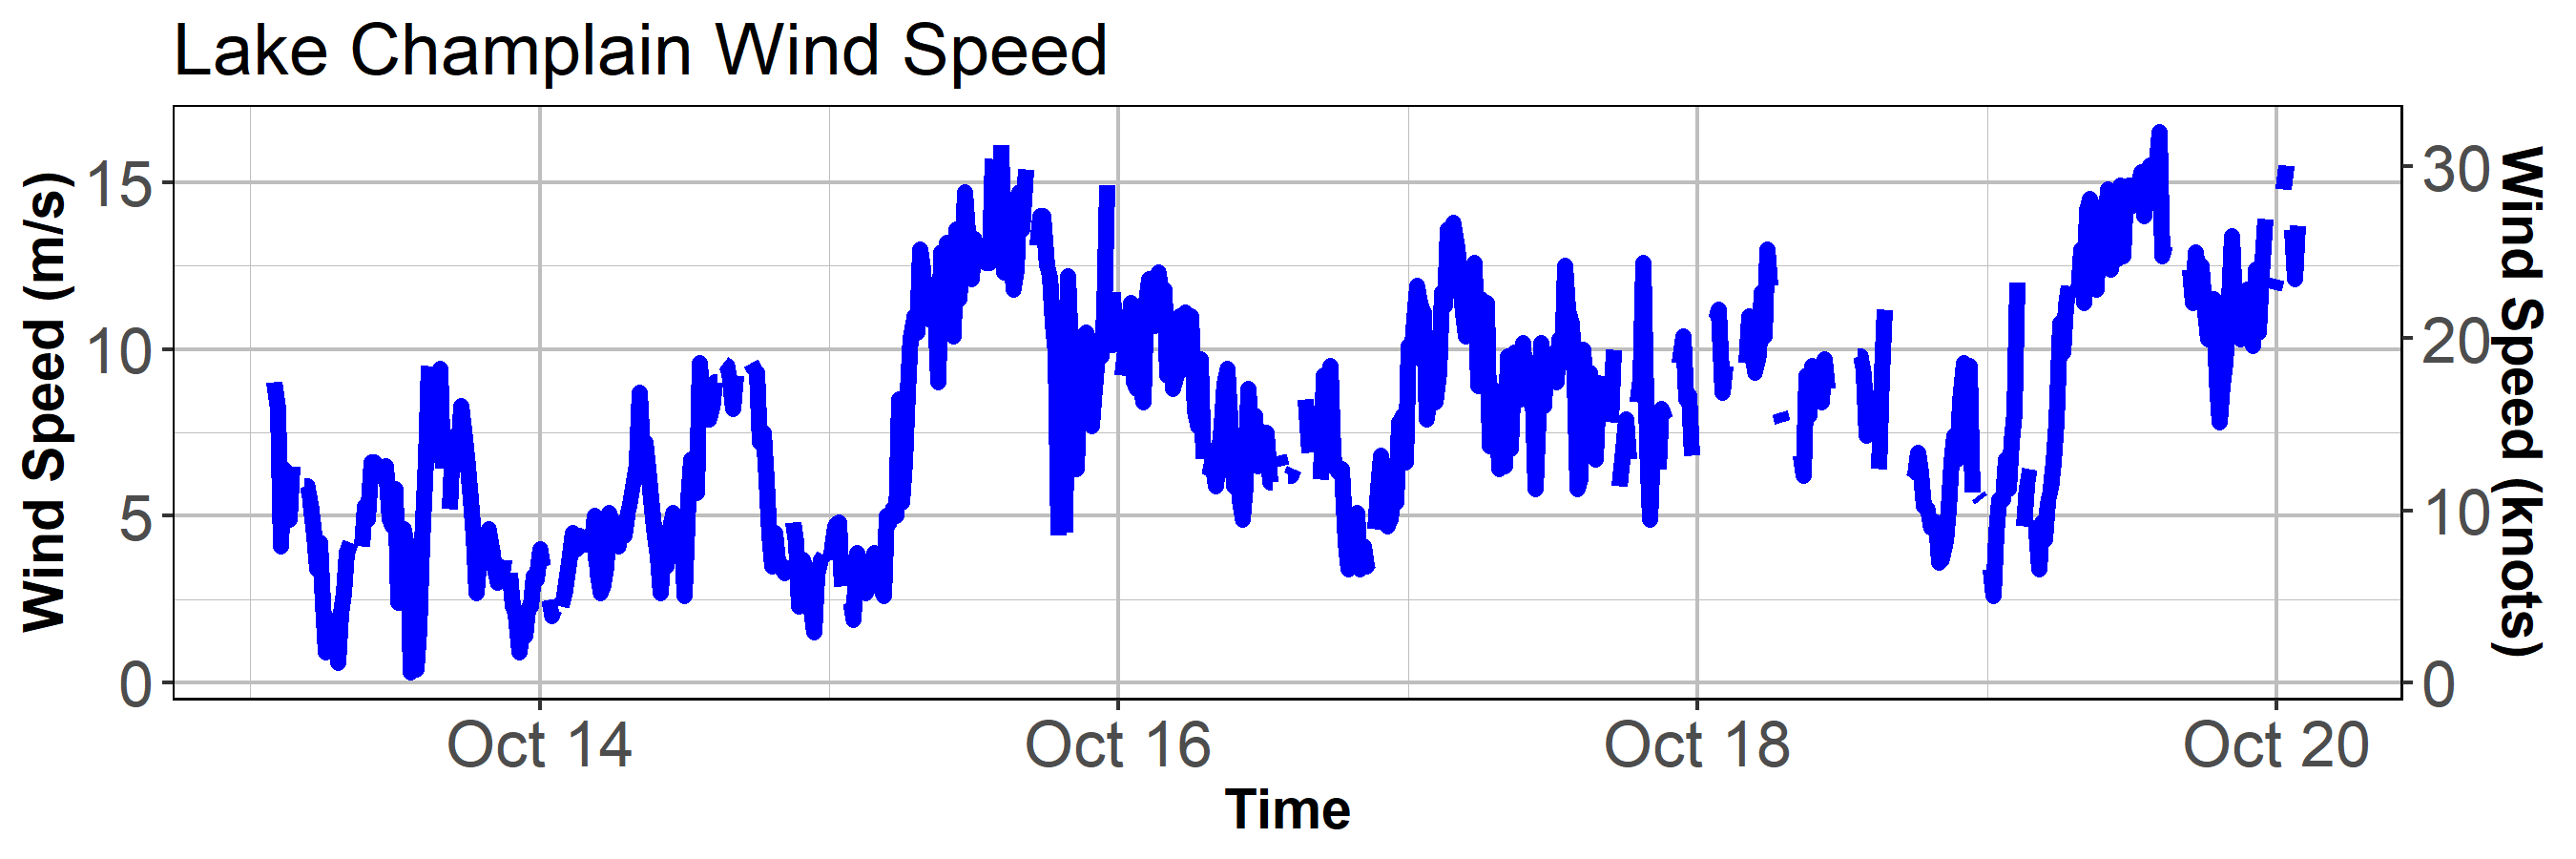 Lake Champlain Wind Speed
Wind Speed (m/s)
15
10
5
0
30
20
10
0
Wind Speed (knots)
Oct 14
Oct 16
Oct 18
Oct 20
Time